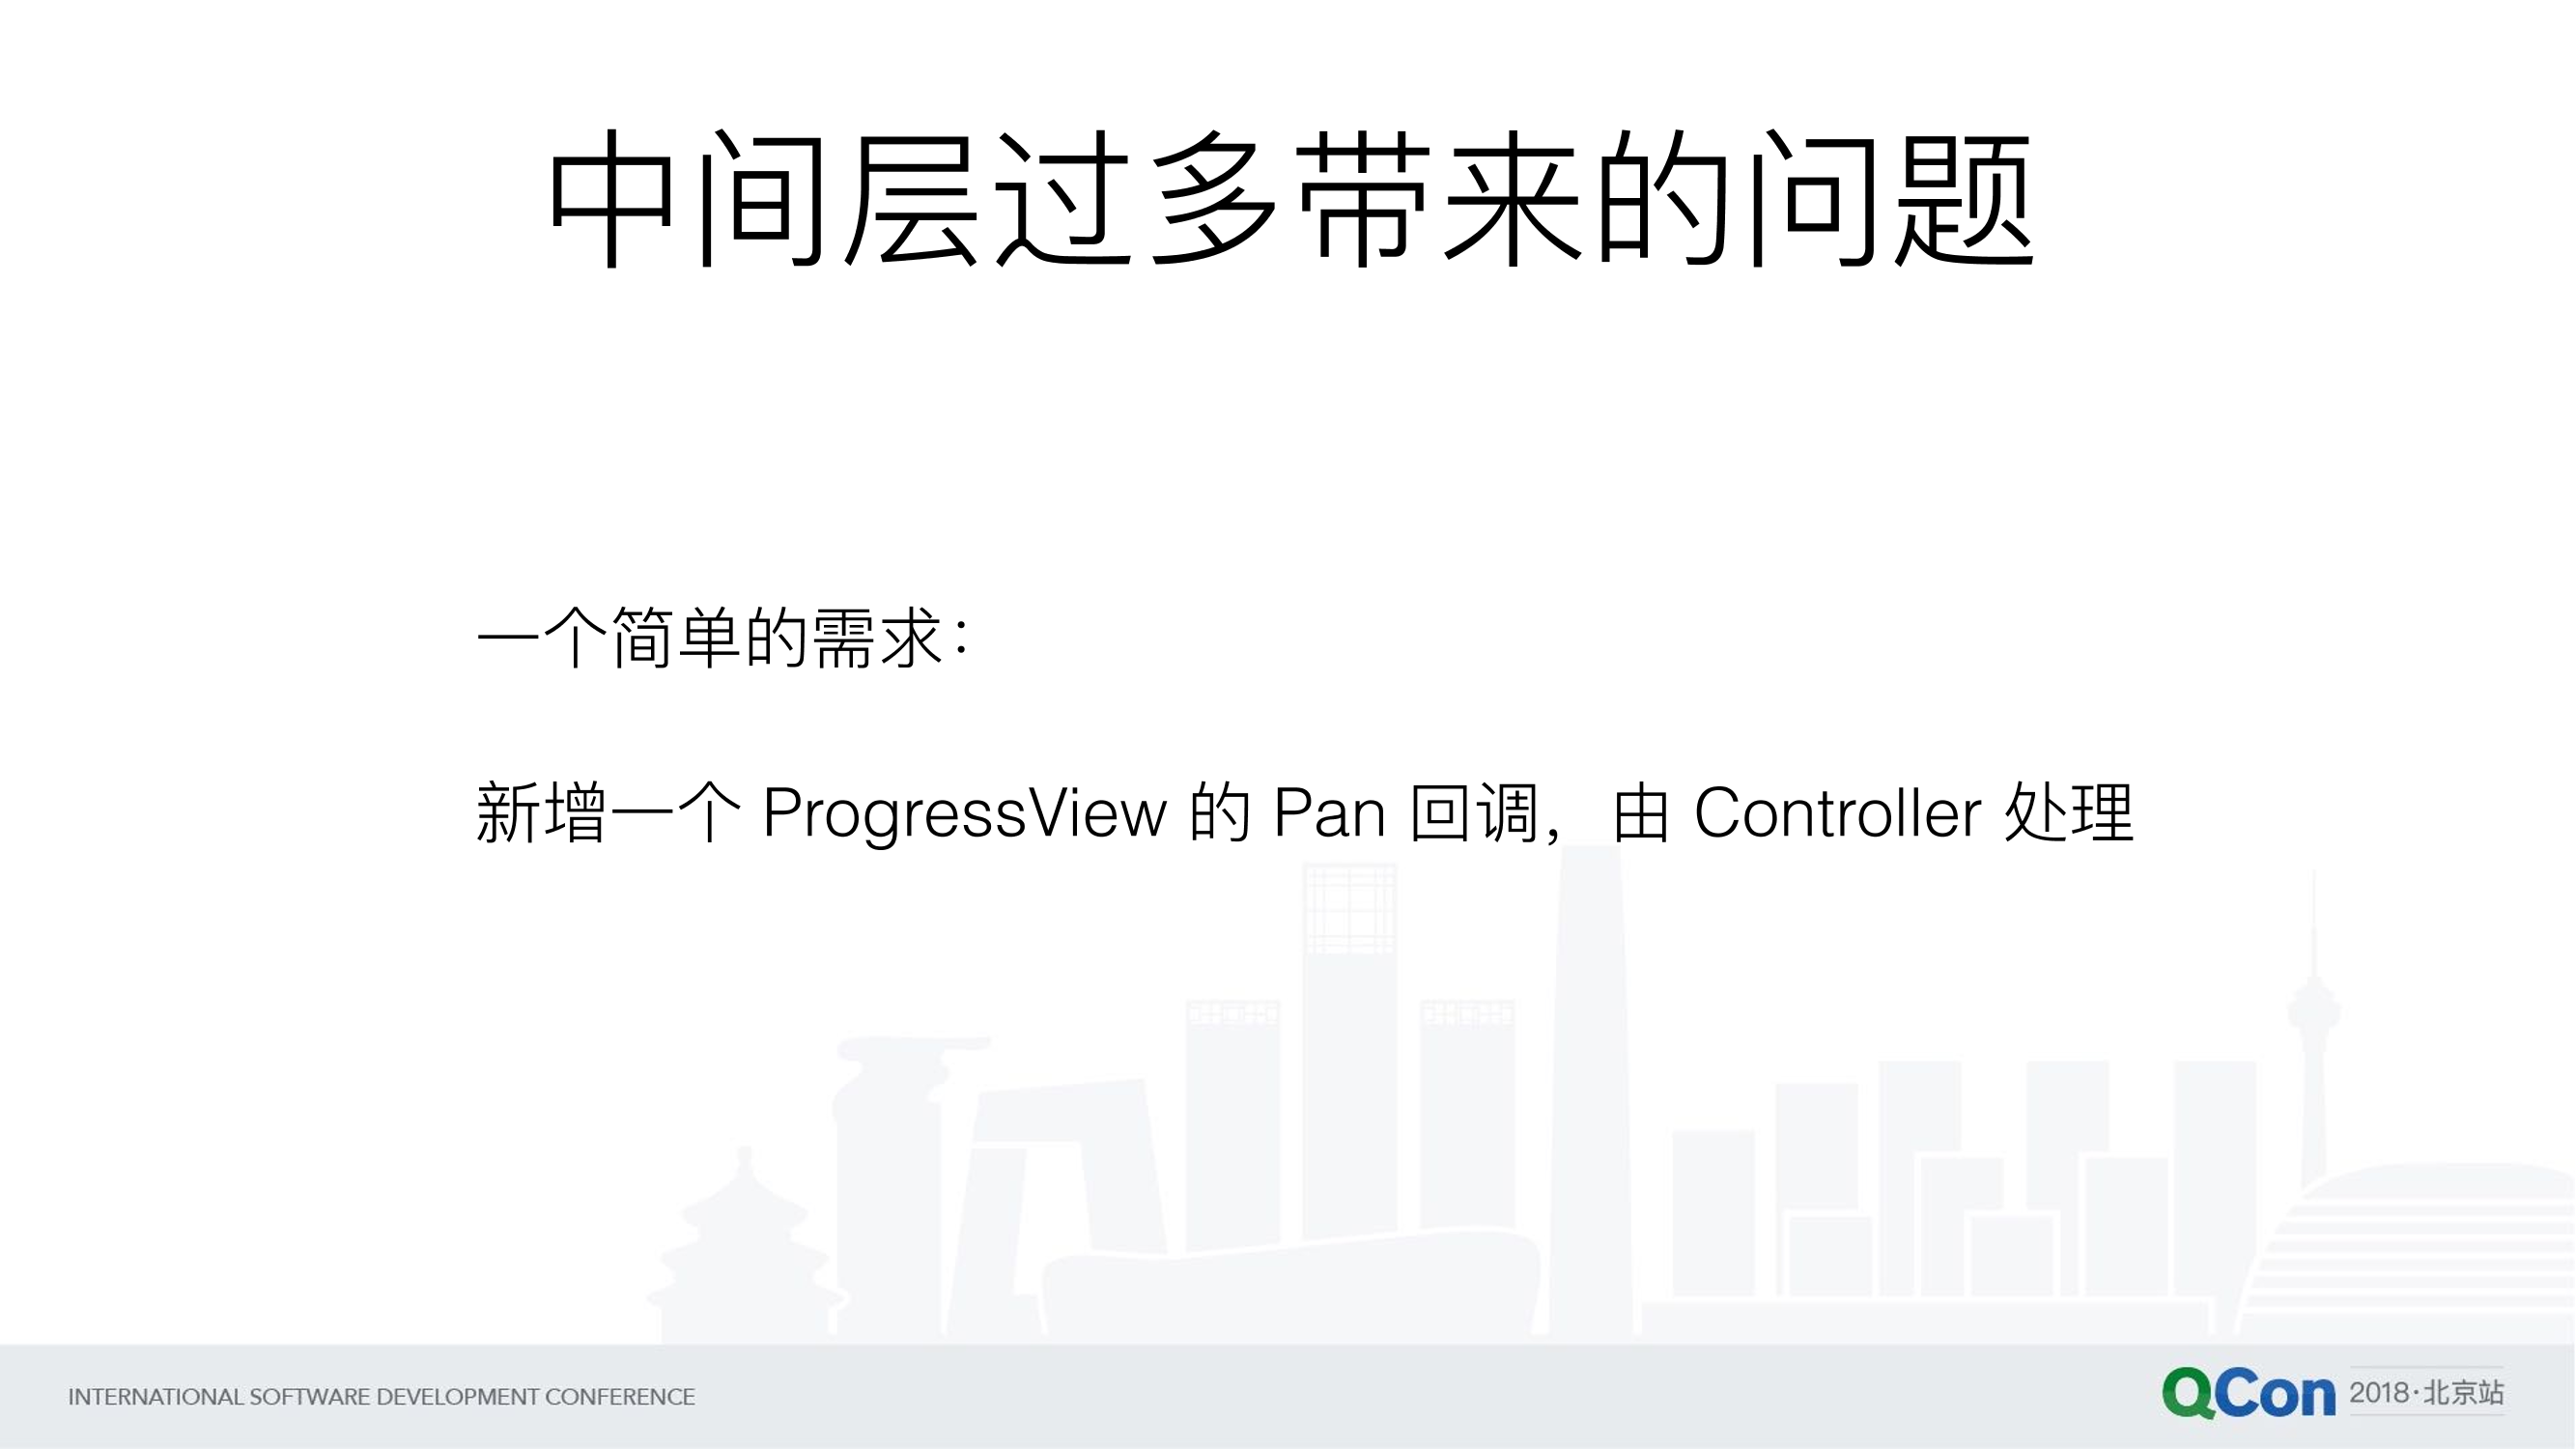 中间层过多带来的问题
一个简单的需求：
新增一个 ProgressView 的 Pan 回调，由 Controller 处理
INTERNATIONAL SOFTWARE DEVELOPMENT CONFERENCE
QCon 2018·北京站